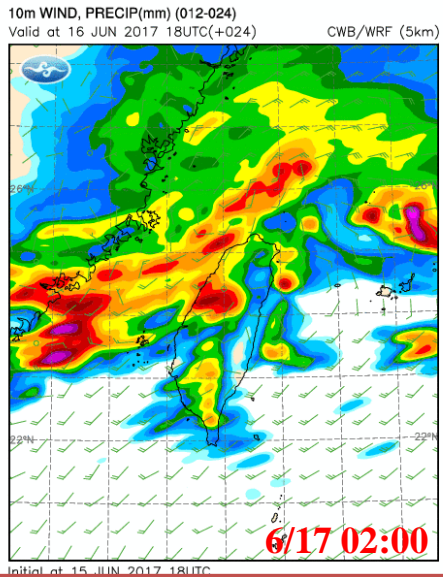 10m WIND, PRECIP(mm) (012-024)
Valid at 16 JUN 2017 18UTC(+024) CWB/WRF (5km)
26°N 26°N
22°N 22°N
6/17 02:00
Initial at 15 JUN 2017 18UTC